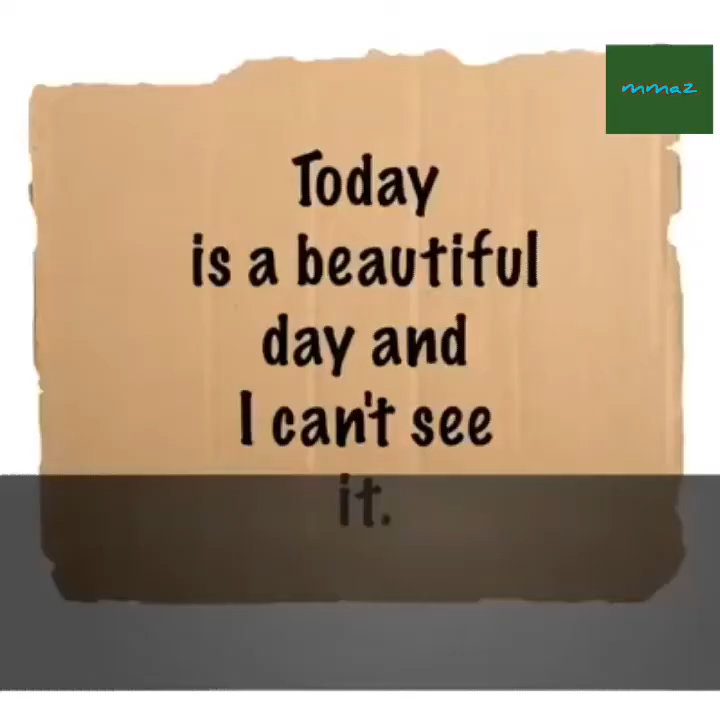 mmaz
Today
is a beautiful
day and
I can't see
it.